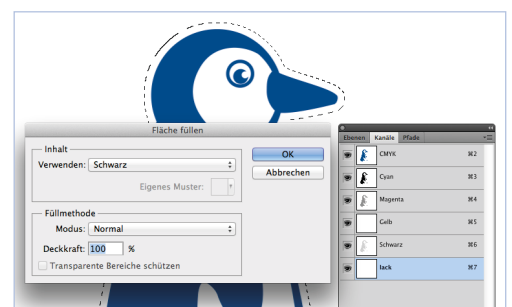 Fläche füllen
Inhalt
Verwenden: Schwarz
Eigenes Muster:
OK
Abbrechen
Füllmethode
Modus: Normal
Deckkraft: 100 %
Transparente Bereiche schützen
Ebenen Kanäle Pfade
CMYK ⌘2
Cyan ⌘3
Magenta ⌘4
Gelb ⌘5
Schwarz ⌘6
lack ⌘7